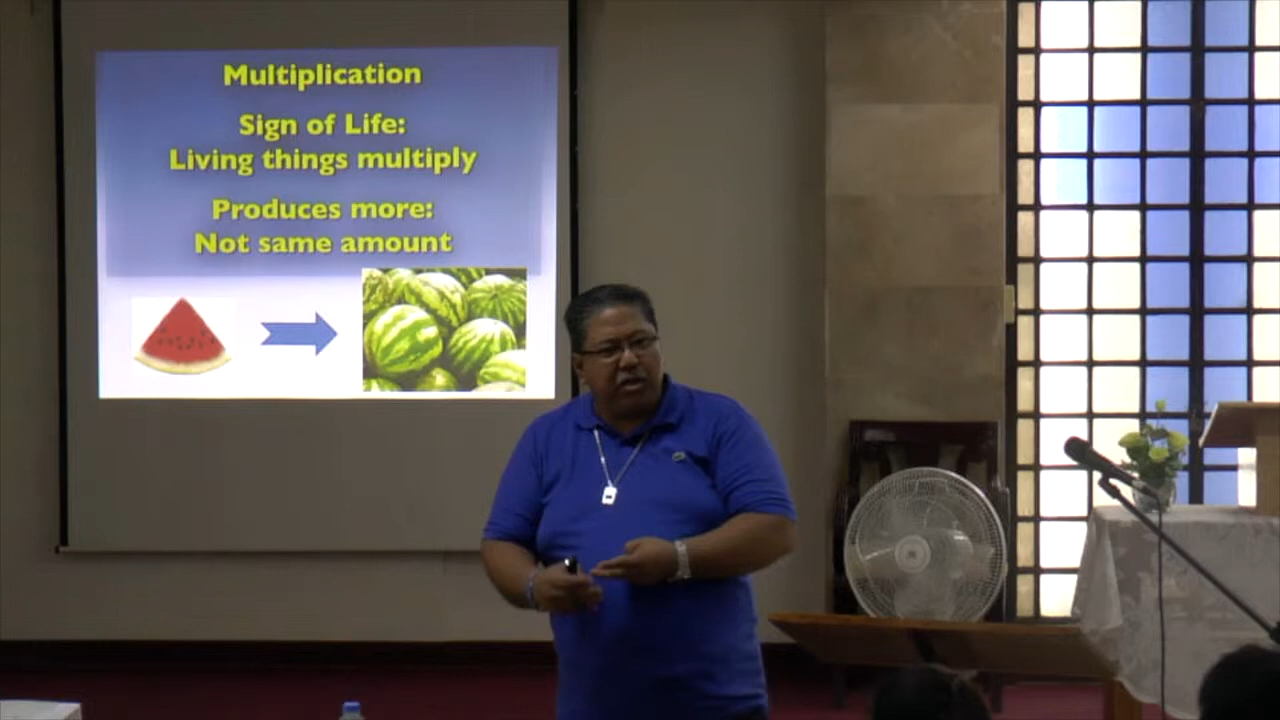 Multiplication
Sign of Life:
Living things multiply
Produces more:
Not same amount